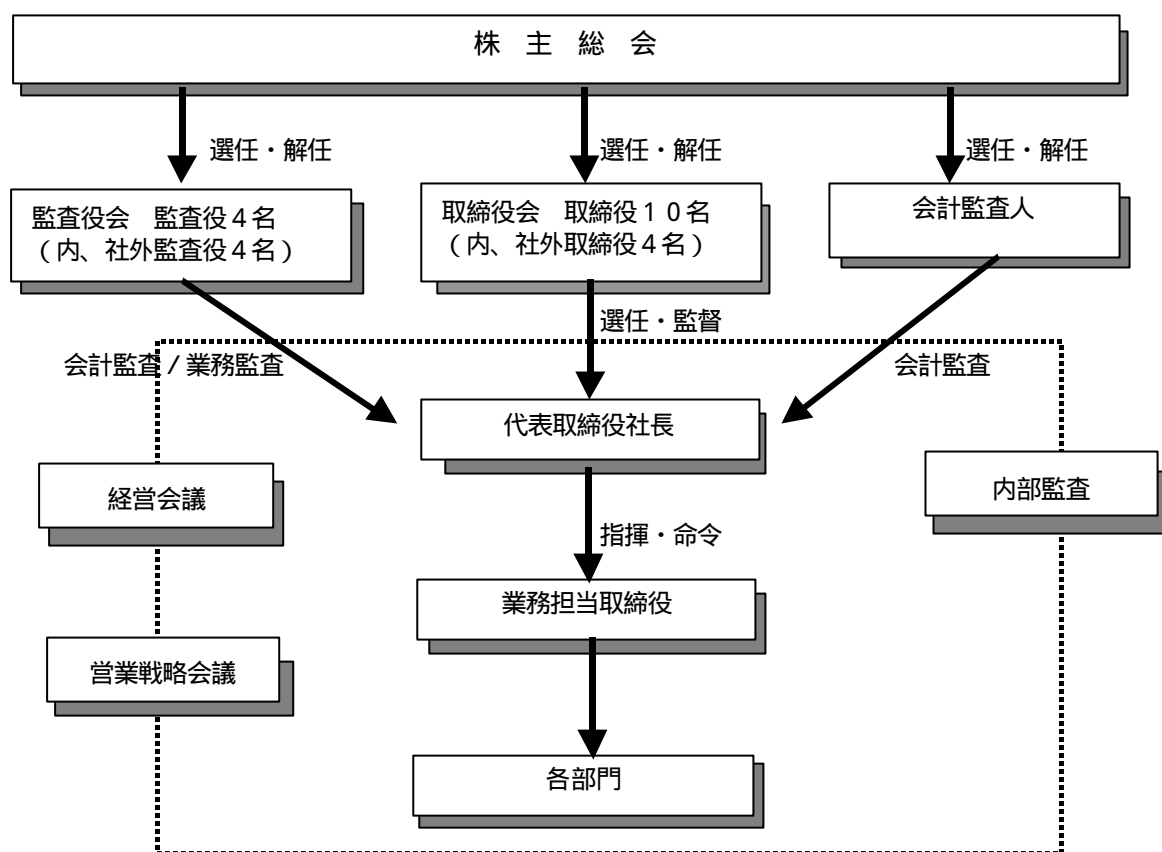 株 主 総 会
選任・解任
選任・解任
選任・解任
監査役会 監査役４名
(内、社外監査役４名)
取締役会 取締役１０名
(内、社外取締役４名)
会計監査人
選任・監督
会計監査/業務監査
会計監査
代表取締役社長
経営会議
内部監査
指揮・命令
業務担当取締役
営業戦略会議
各部門